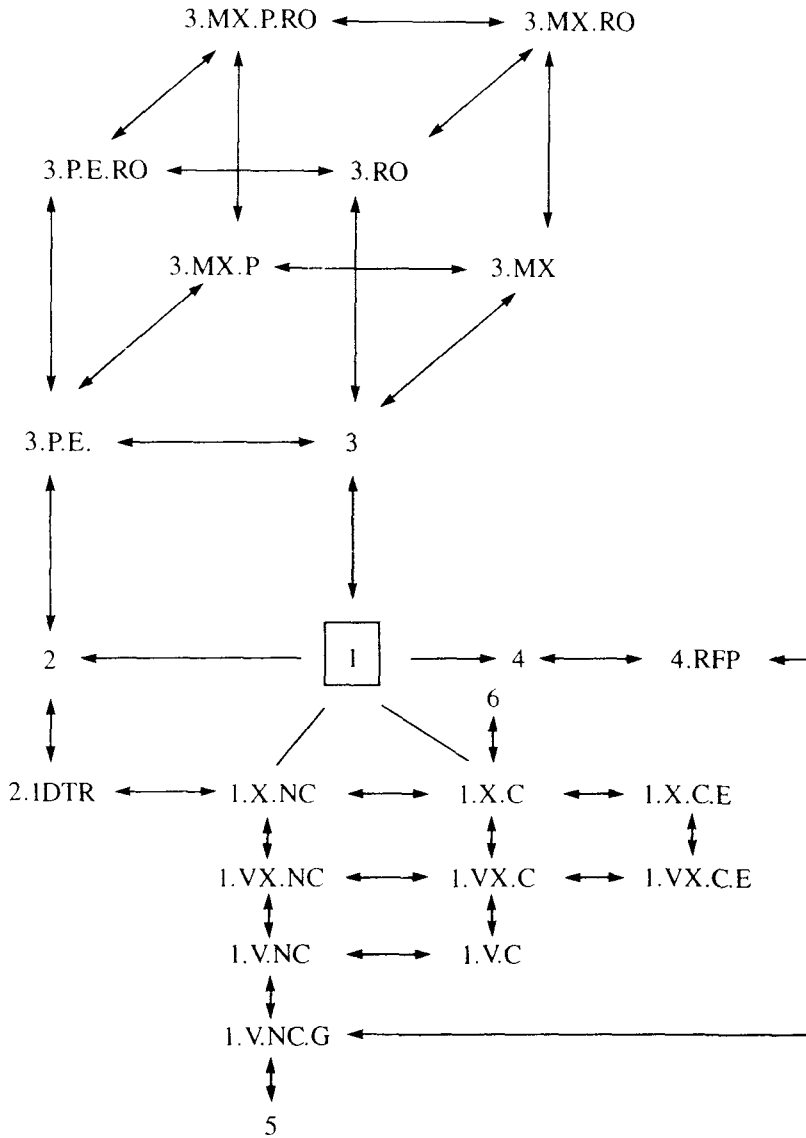 3.MX.P.RO 3.MX.RO
3.P.E.RO 3.RO
3.MX.P 3.MX
3.P.E. 3
2 1 4 4.RFP
6
2.1DTR 1.X.NC 1.X.C 1.X.C.E
1.VX.NC 1.VX.C 1.VX.C.E
1.V.NC 1.V.C
1.V.NC.G
5